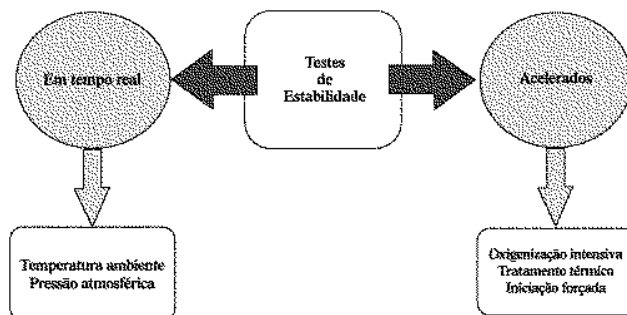 Em tempo real
Testes
de
Estabilidade
Acelerados
Temperatura ambiente
Pressão atmosférica
Oxigenização intensiva
Tratamento térmico
Iniciação forçada